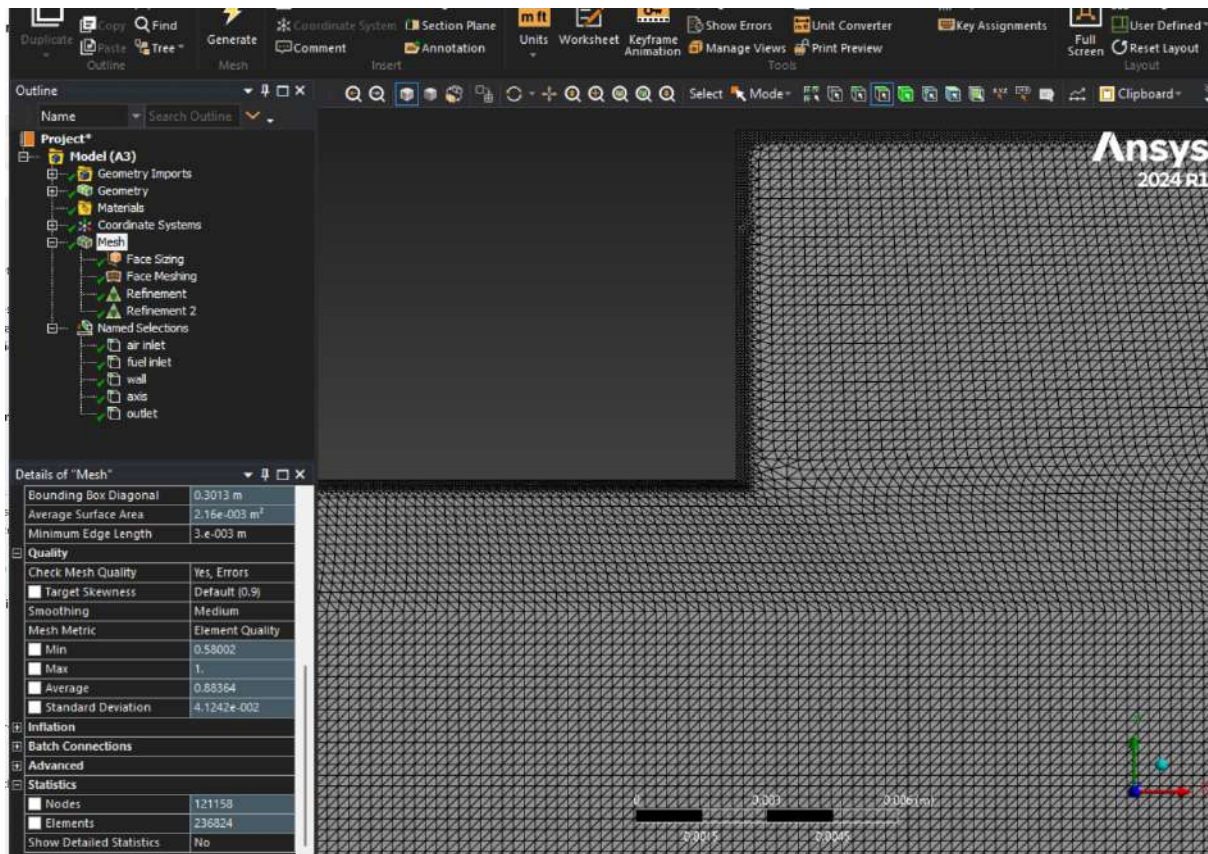 Copy Find
Duplicate Paste Tree
Outline
Generate
Mesh
Coordinate System Section Plane
Comment Annotation
Insert
m ft
Units Worksheet Keyframe
Animation
Show Errors Unit Converter Key Assignments
Manage Views Print Preview
Tools
Full
Screen
User Defined
Reset Layout
Layout
Outline
Name Search Outline
Select Mode Clipboard
Project*
Model (A3)
Geometry Imports
Geometry
Materials
Coordinate Systems
Mesh
Face Sizing
Face Meshing
Refinement
Refinement 2
Named Selections
air inlet
fuel inlet
wall
axis
outlet
Ansys
2024 R1
Details of "Mesh"
Bounding Box Diagonal 0.3013 m
Average Surface Area 2.16e-003 m²
Minimum Edge Length 3.e-003 m
Quality
Check Mesh Quality Yes, Errors
Target Skewness Default (0.9)
Smoothing Medium
Mesh Metric Element Quality
Min 0.58002
Max 1.
Average 0.88364
Standard Deviation 4.1242e-002
Inflation
Batch Connections
Advanced
Statistics
Nodes 121158
Elements 236824
Show Detailed Statistics No
0 0.003 0.006 (m)
0.0015 0.0045